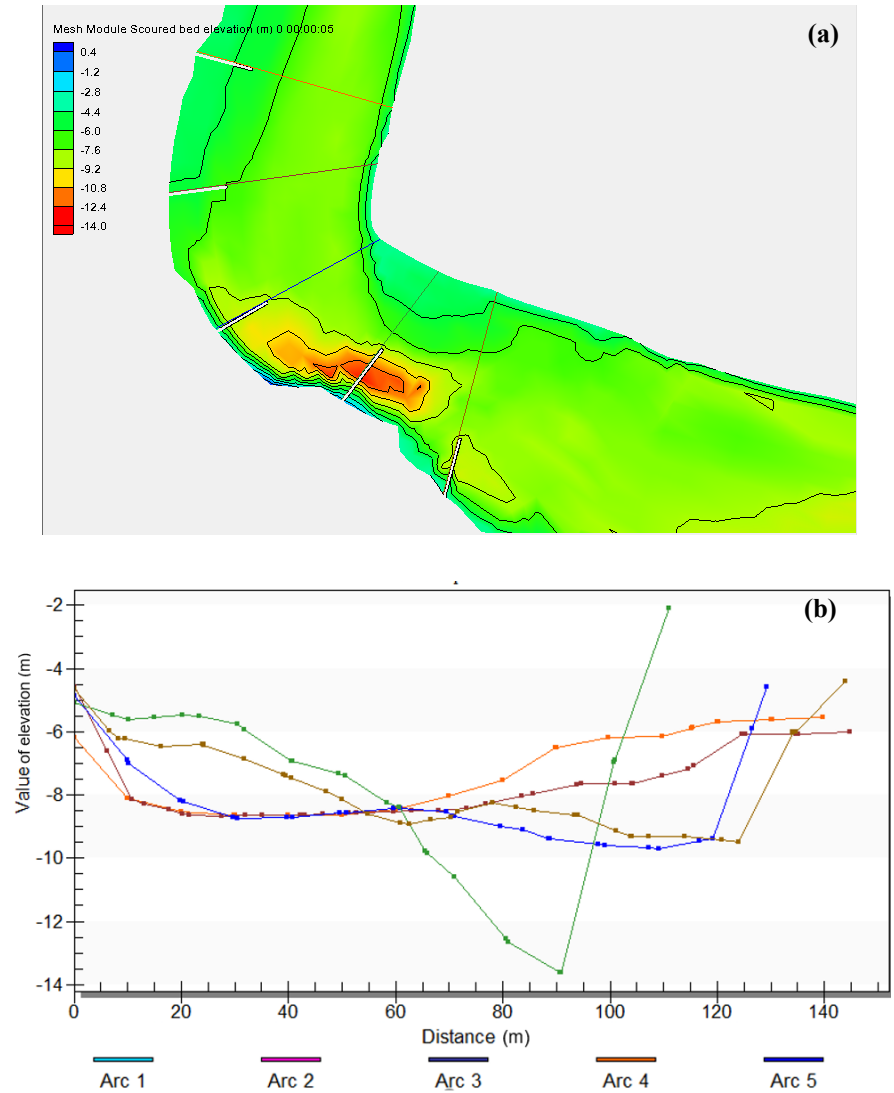 (a)
Mesh Module Scoured bed elevation (m) 0 00:00:05
0.4
-1.2
-2.8
-4.4
-6.0
-7.6
-9.2
-10.8
-12.4
-14.0
(b)
-2
-4
-6
-8
-10
-12
-14
Value of elevation (m)
0 20 40 60 80 100 120 140
Distance (m)
Arc 1 Arc 2 Arc 3 Arc 4 Arc 5